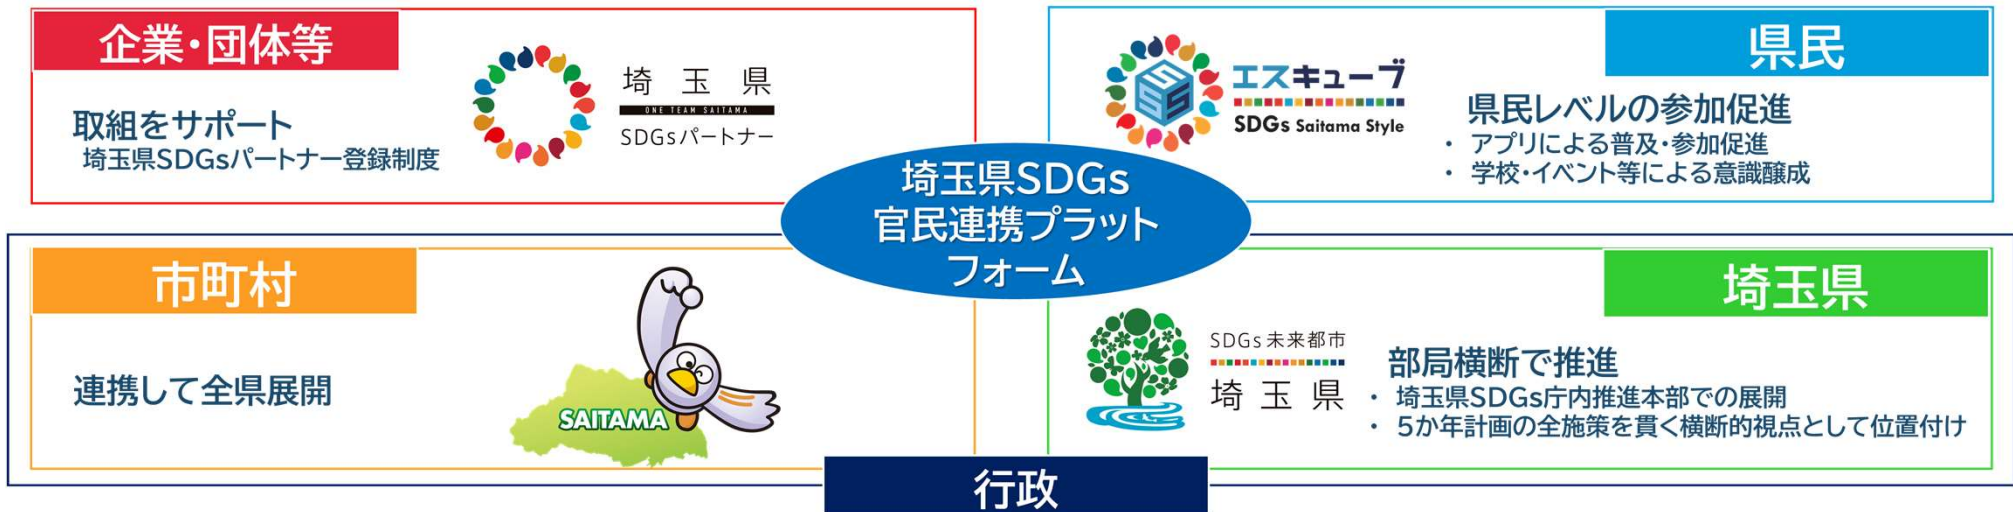 企業・団体等
取組をサポート
埼玉県SDGsパートナー登録制度
埼玉県
ONE TEAM SAITAMA
SDGsパートナー
SSS
エスキューブ
SDGs Saitama Style
県民
県民レベルの参加促進
・ アプリによる普及・参加促進
・ 学校・イベント等による意識醸成
埼玉県SDGs
官民連携プラット
フォーム
市町村
連携して全県展開
SAITAMA
SDGs未来都市
埼玉県
埼玉県
部局横断で推進
・ 埼玉県SDGs庁内推進本部での展開
・ 5か年計画の全施策を貫く横断的視点として位置付け
行政